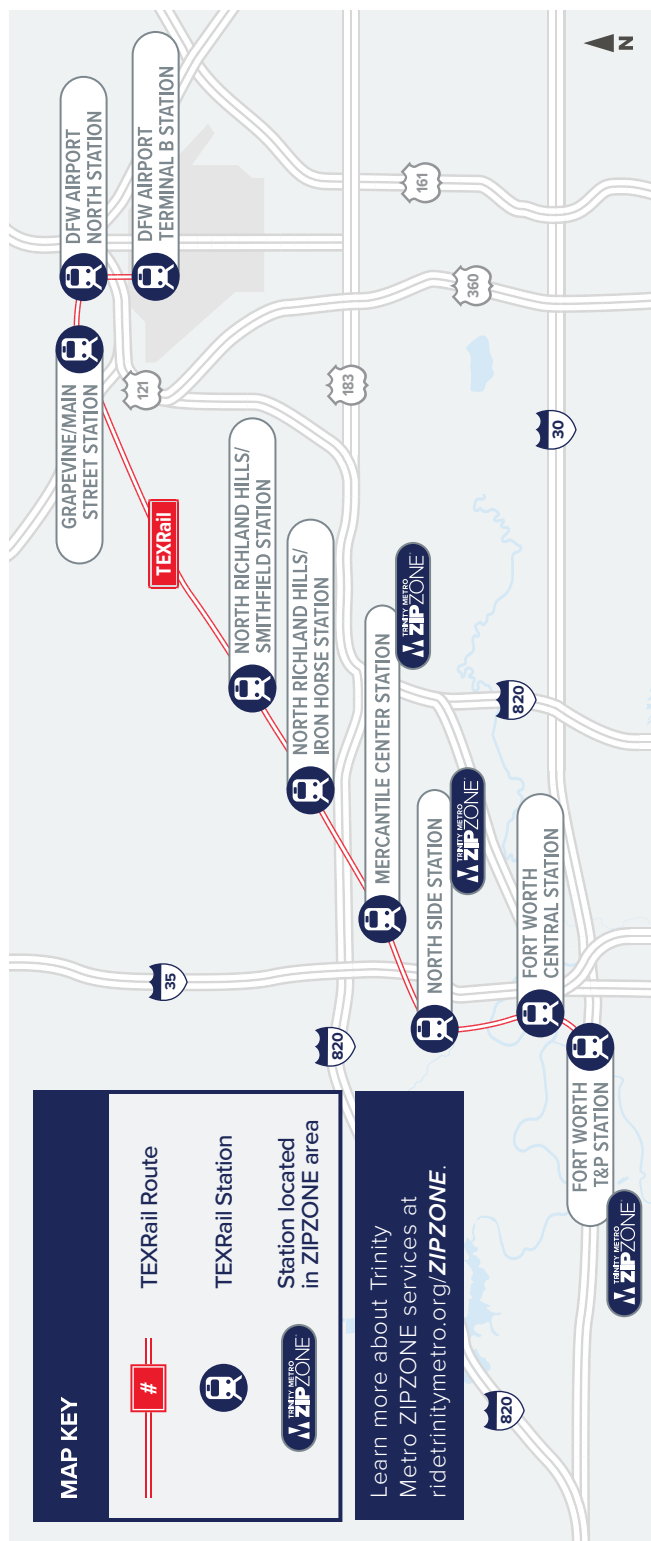 MAP KEY
#
TEXRail Route
TEXRail Station
TRINITY METRO
ZIPZONE
Station located
in ZIPZONE area
Learn more about Trinity
Metro ZIPZONE services at
ridetrinitymetro.org/ZIPZONE.
DFW AIRPORT
NORTH STATION
DFW AIRPORT
TERMINAL B STATION
GRAPEVINE/MAIN
STREET STATION
TEXRail
NORTH RICHLAND HILLS/
SMITHFIELD STATION
NORTH RICHLAND HILLS/
IRON HORSE STATION
MERCANTILE CENTER STATION
TRINITY METRO
ZIPZONE
NORTH SIDE STATION
TRINITY METRO
ZIPZONE
FORT WORTH
CENTRAL STATION
FORT WORTH
T&P STATION
TRINITY METRO
ZIPZONE
35
820
820
820
121
183
161
360
30
N